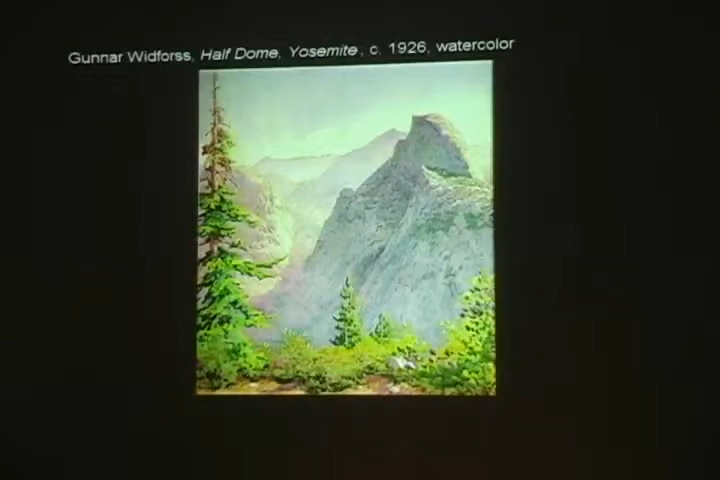 Gunnar Widforss, Half Dome, Yosemite, c. 1926, watercolor